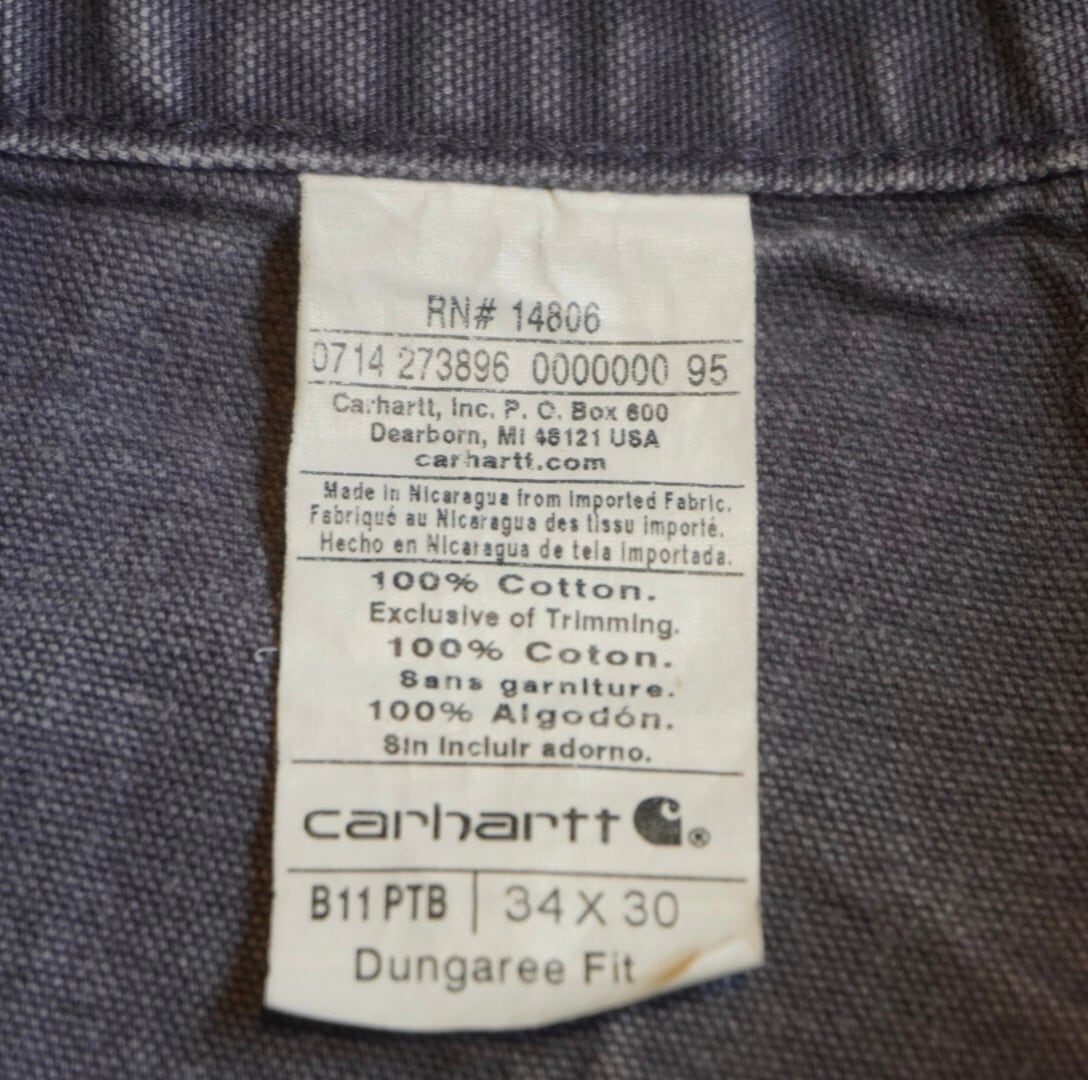 RN# 14806
0714 273896 0000000 95
Carhartt, Inc. P. O. Box 600
Dearborn, MI 48121 USA
carhartt.com
Made in Nicaragua from Imported Fabric.
Fabriqué au Nicaragua des tissu importé.
Hecho en Nicaragua de tela Importada.
100% Cotton.
Exclusive of Trimming.
100% Coton.
Sans garniture.
100% Algodón.
Sin Incluir adorno.
carhartt ®
B11 PTB | 34 X 30
Dungaree Fit